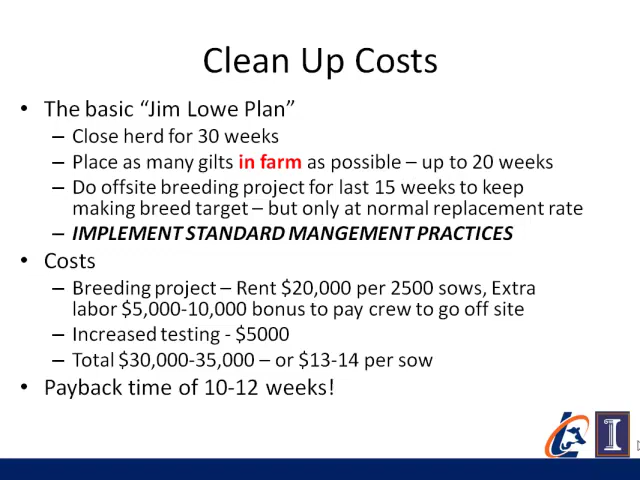 Clean Up Costs
• The basic “Jim Lowe Plan”
– Close herd for 30 weeks
– Place as many gilts in farm as possible – up to 20 weeks
– Do offsite breeding project for last 15 weeks to keep
making breed target – but only at normal replacement rate
– IMPLEMENT STANDARD MANGEMENT PRACTICES
• Costs
– Breeding project – Rent $20,000 per 2500 sows, Extra
labor $5,000-10,000 bonus to pay crew to go off site
– Increased testing - $5000
– Total $30,000-35,000 – or $13-14 per sow
• Payback time of 10-12 weeks!
I